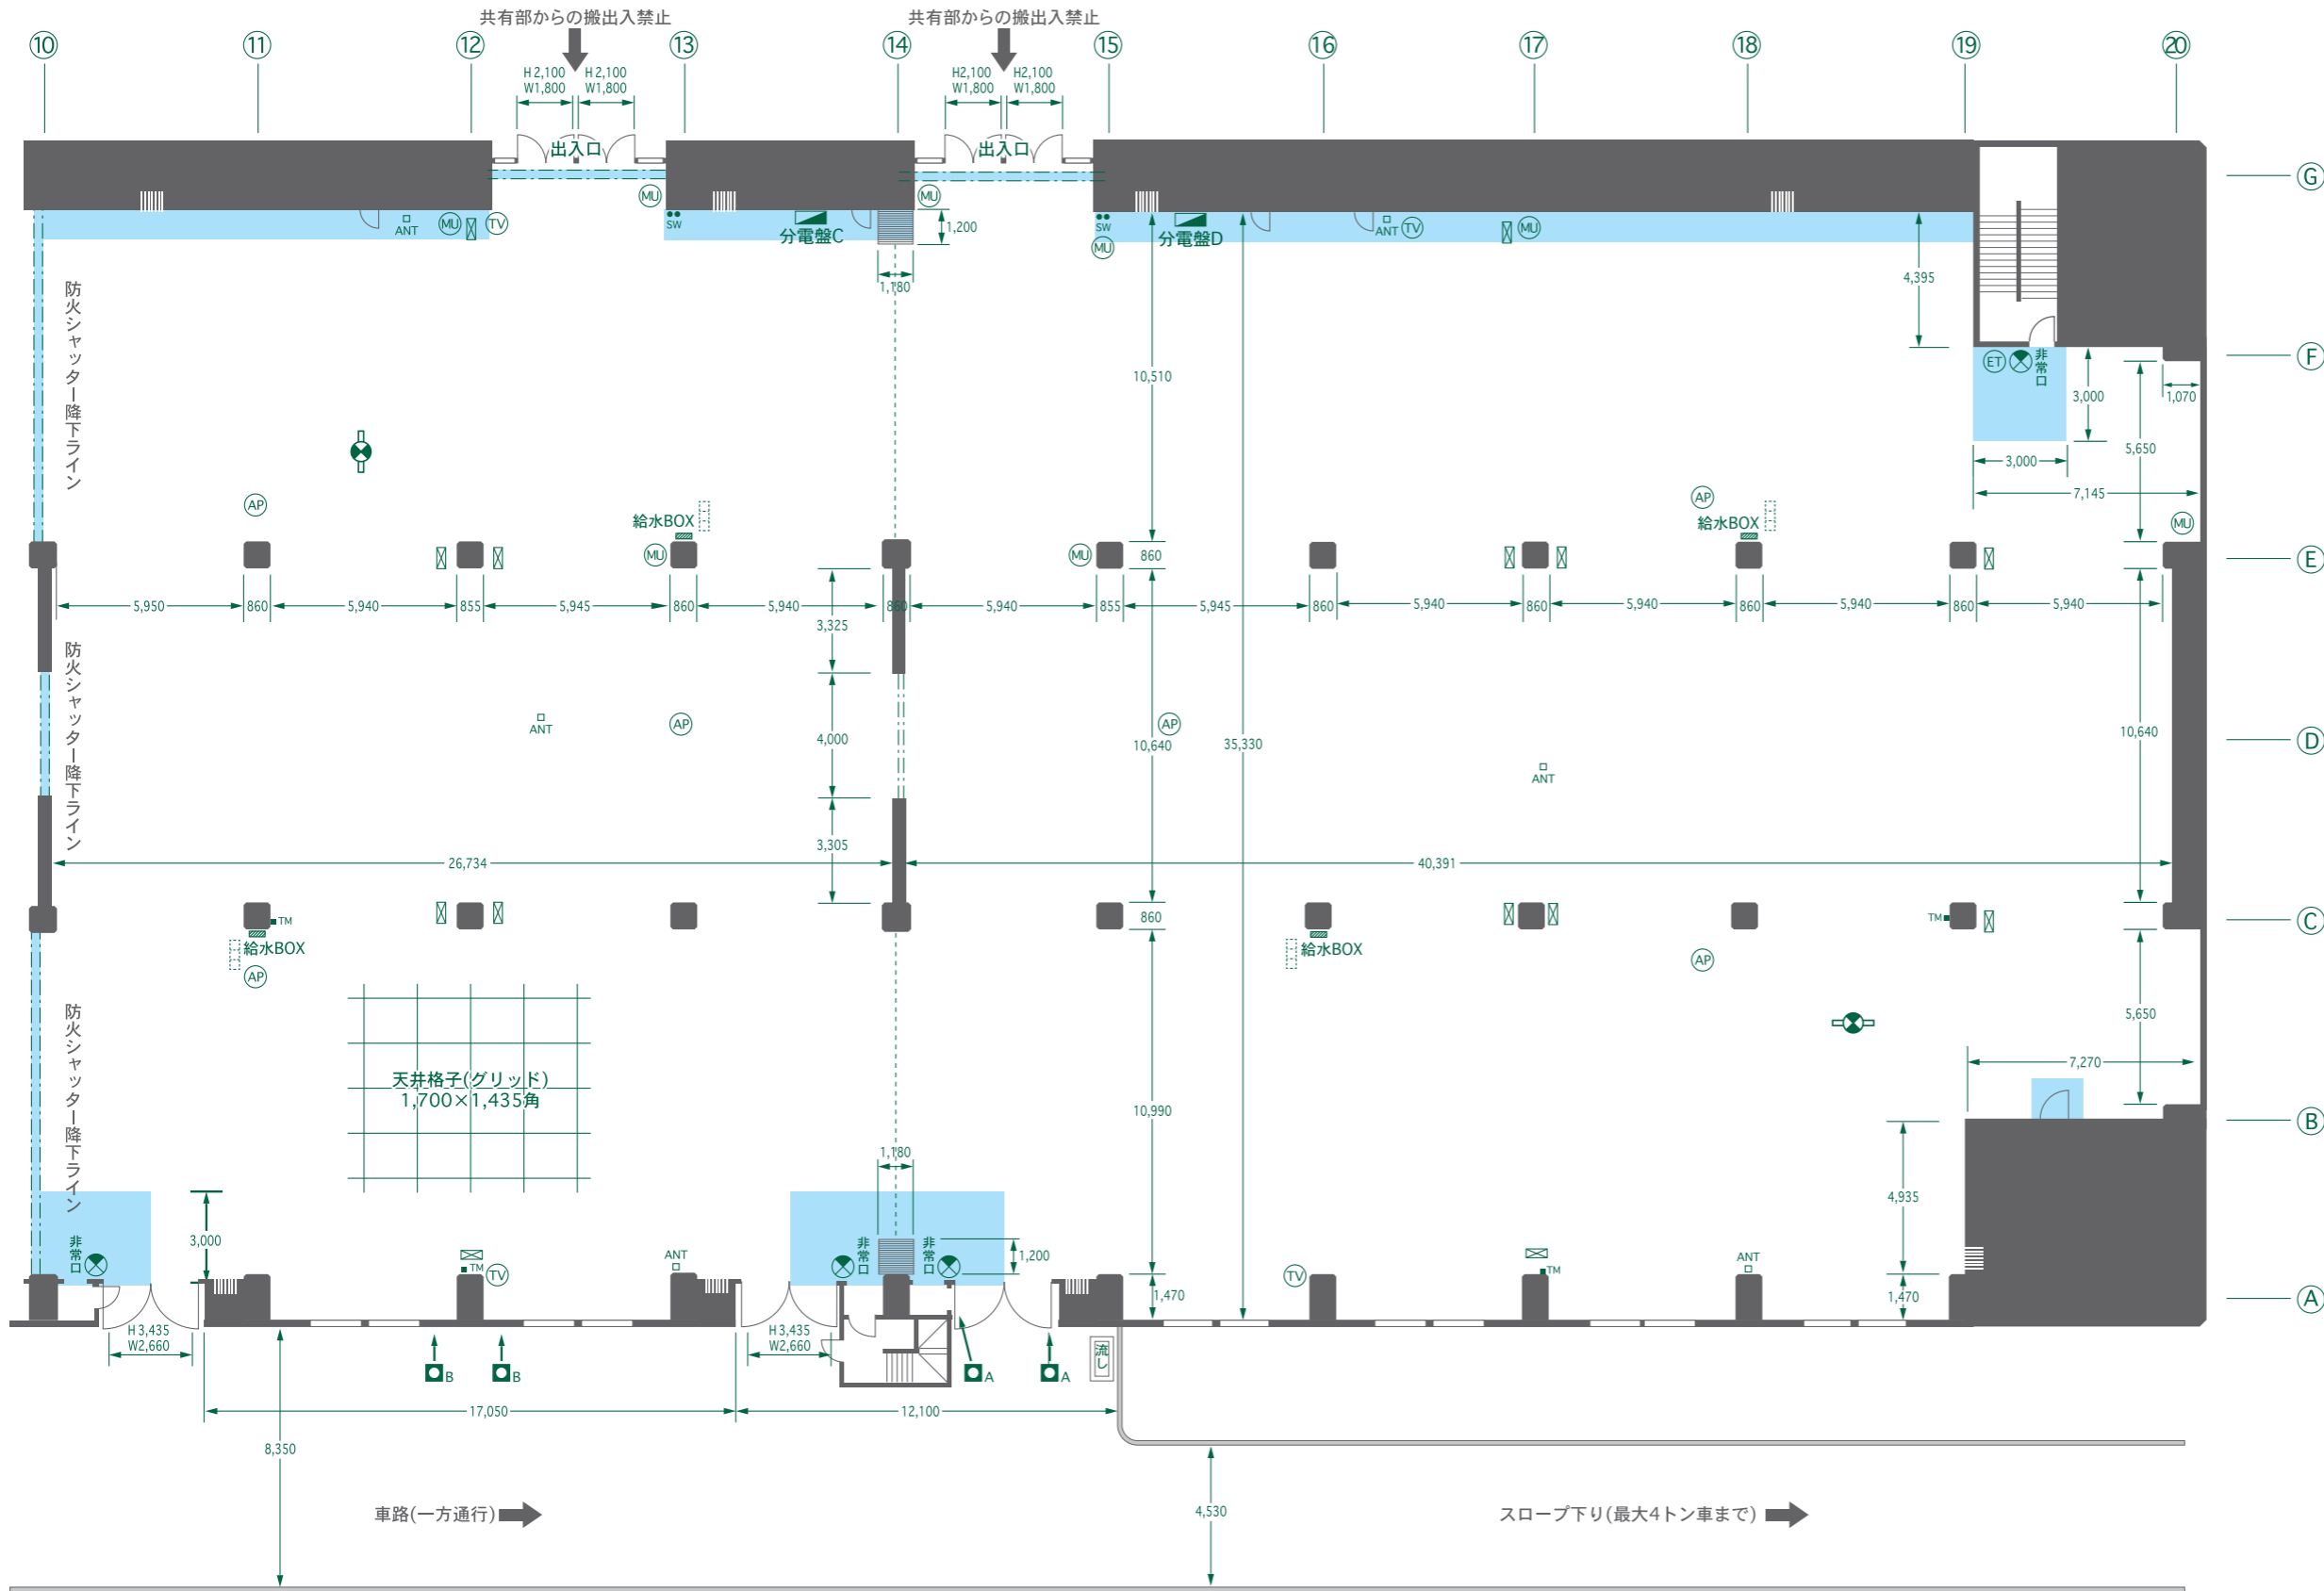 共有部からの搬出入禁止
共有部からの搬出入禁止
⑩
⑪
⑫
⑬
⑭
⑮
⑯
⑰
⑱
⑲
⑳
H2,100
W1,800
H2,100
W1,800
H2,100
W1,800
H2,100
W1,800
出入口
出入口
Ⓖ
MU
MU
ANT
MU
TV
SW
分電盤C
1,200
SW
MU
分電盤D
ANT
TV
MU
1,180
4,395
防火シャッター降下ライン
10,510
ET
非常口
Ⓕ
3,000
1,070
5,650
3,000
7,145
AP
給水BOX
AP
給水BOX
MU
MU
MU
860
Ⓔ
5,950
860
5,940
855
5,945
860
5,940
860
5,940
855
5,945
860
5,940
860
5,940
860
5,940
860
5,940
3,325
防火シャッター降下ライン
ANT
AP
4,000
AP
10,640
35,330
10,640
Ⓓ
ANT
3,305
26,734
40,391
TM
860
TM
Ⓒ
給水BOX
AP
給水BOX
AP
防火シャッター降下ライン
5,650
天井格子(グリッド)
1,700×1,435角
7,270
10,990
Ⓑ
1,180
4,935
3,000
非常口
ANT
TM
TV
非常口
非常口
1,200
TV
TM
ANT
1,470
1,470
Ⓐ
H3,435
W2,660
H3,435
W2,660
流し
B
B
A
A
17,050
12,100
8,350
4,530
車路(一方通行)
スロープ下り(最大4トン車まで)